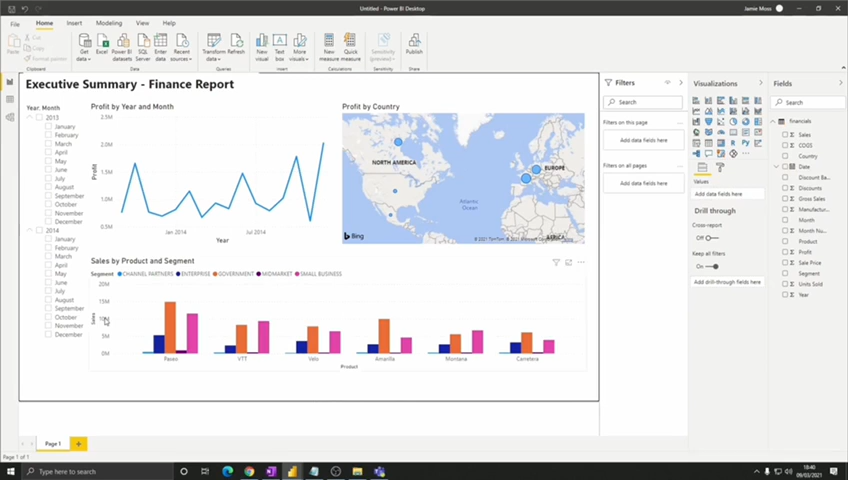 Untitled - Power BI Desktop
Jamie Moss
File Home Insert Modeling View Help
Paste
Cut
Copy
Format painter
Get data
Excel
Power BI datasets
SQL Server
Enter data
Recent sources
Transform data
Refresh
New visual
Text box
More visuals
New measure
Quick measure
Sensitivity (preview)
Publish
Clipboard
Data
Queries
Insert
Calculations
Sensitivity
Share
Executive Summary - Finance Report
Year, Month
2013
January
February
March
April
May
June
July
August
September
October
November
December
2014
January
February
March
April
May
June
July
August
September
October
November
December
Profit by Year and Month
2.5M
2.0M
1.5M
1.0M
0.5M
Profit
Jan 2014
Jul 2014
Year
Profit by Country
NORTH AMERICA
EUROPE
Atlantic Ocean
AFRICA
Bing
Sales by Product and Segment
Segment CHANNEL PARTNERS ENTERPRISE GOVERNMENT MIDMARKET SMALL BUSINESS
20M
15M
10M
5M
0M
Sales
Paseo VTT Velo Amarilla Montana Carretera
Product
Filters
Search
Filters on this page
Add data fields here
Filters on all pages
Add data fields here
Visualizations
Values
Add data fields here
Drill through
Cross-report
Off
Keep all filters
On
Add drill-through fields here
Fields
Search
financials
Sales
COGS
Country
Date
Discount Ba...
Discounts
Gross Sales
Manufactur...
Month
Month Nu...
Product
Profit
Sale Price
Segment
Units Sold
Year
Page 1
Page 1 of 1
Type here to search
18:40
09/03/2021